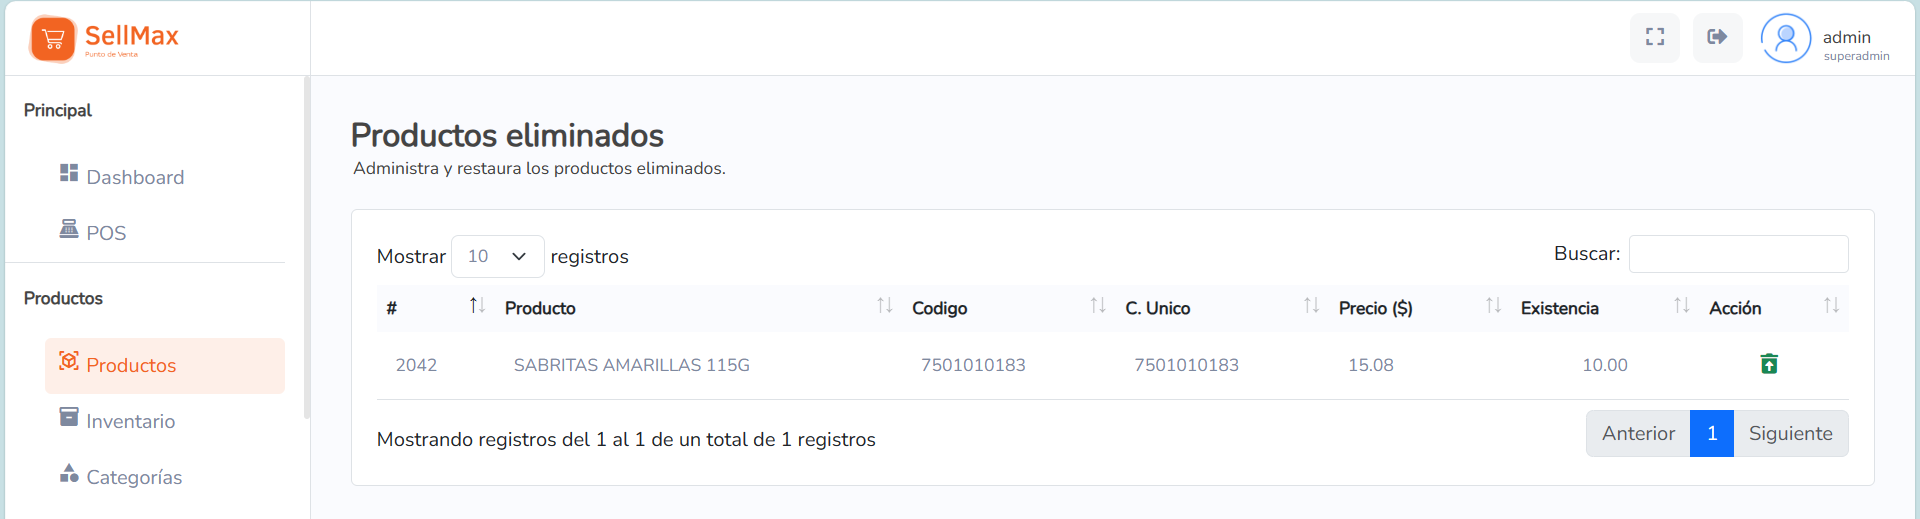 SellMax
Punto de Venta
admin
superadmin
Principal
Dashboard
POS
Productos
Productos
Inventario
Categorías
Productos eliminados
Administra y restaura los productos eliminados.
Mostrar 10 registros
Buscar:
# Producto Codigo C. Unico Precio ($) Existencia Acción
2042 SABRITAS AMARILLAS 115G 7501010183 7501010183 15.08 10.00
Mostrando registros del 1 al 1 de un total de 1 registros
Anterior 1 Siguiente